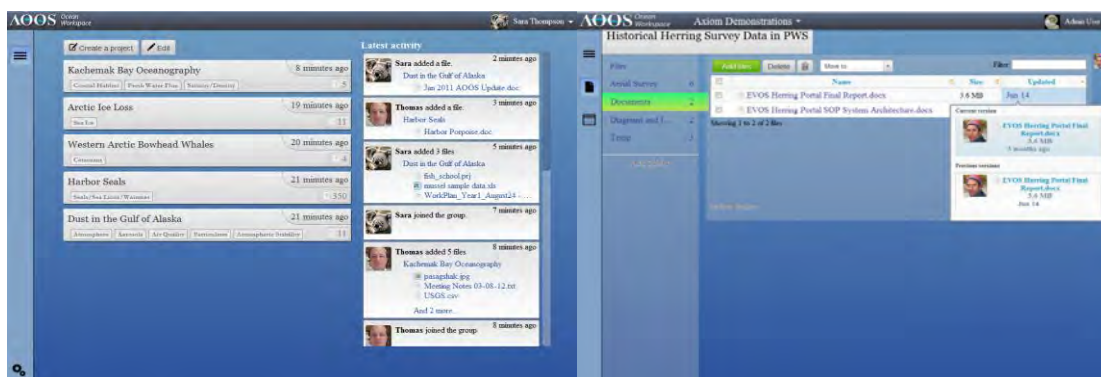 AOOS Ocean Workspace
Sara Thompson
Create a project
Edit
Kachemak Bay Oceanography
8 minutes ago
Coastal Habitats
Fresh Water Flux
Salinity/Density
5
Arctic Ice Loss
19 minutes ago
Sea Ice
11
Western Arctic Bowhead Whales
20 minutes ago
Cetaceans
4
Harbor Seals
21 minutes ago
Seals/Sea Lions/Walruses
350
Dust in the Gulf of Alaska
21 minutes ago
Atmosphere
Aerosols
Air Quality
Particulates
Atmospheric Stability
11
Latest activity
Sara added a file.
2 minutes ago
Dust in the Gulf of Alaska
Jan 2011 AOOS Update.doc
Thomas added a file.
3 minutes ago
Harbor Seals
Harbor Porpoise.doc
Sara added 3 files
5 minutes ago
Dust in the Gulf of Alaska
fish_school.prj
mussel sample data.xls
WorkPlan_Year1_August24 - ...
Sara joined the group.
7 minutes ago
Thomas added 5 files
8 minutes ago
Kachemak Bay Oceanography
pasagshak.jpg
Meeting Notes 03-08-12.txt
USGS.csv
And 2 more...
Thomas joined the group.
8 minutes ago
AOOS Ocean Workspace
Axiom Demonstrations
Admin User
Historical Herring Survey Data in PWS
Files
Aerial Survey
Documents 2
Temp 3
Add files
Delete
Move to
Filter
Name
Size
Updated
EVOS Herring Portal Final Report.docx
3.6 MB
Jun 14
EVOS Herring Portal SOP System Architecture.docx
Showing 1 to 2 of 2 files
Current version
EVOS Herring Portal Final Report.docx
3.6 MB
3 months ago
Previous versions
EVOS Herring Portal Final Report.docx
3.6 MB
Jun 14